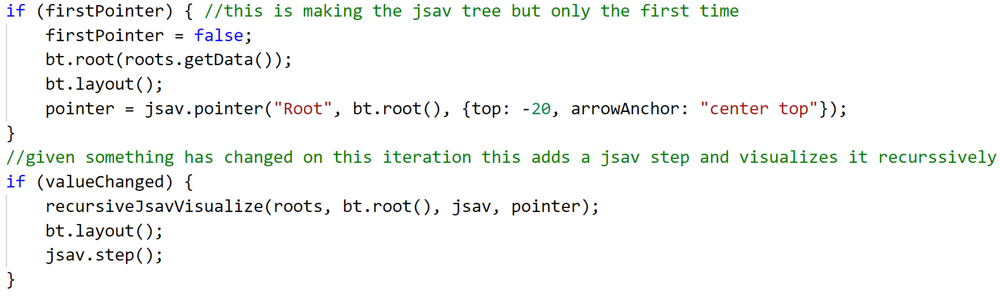 if (firstPointer) { //this is making the jsav tree but only the first time
    firstPointer = false;
    bt.root(roots.getData());
    bt.layout();
    pointer = jsav.pointer("Root", bt.root(), {top: -20, arrowAnchor: "center top"});
}
//given something has changed on this iteration this adds a jsav step and visualizes it recurssively
if (valueChanged) {
    recursiveJsavVisualize(roots, bt.root(), jsav, pointer);
    bt.layout();
    jsav.step();
}